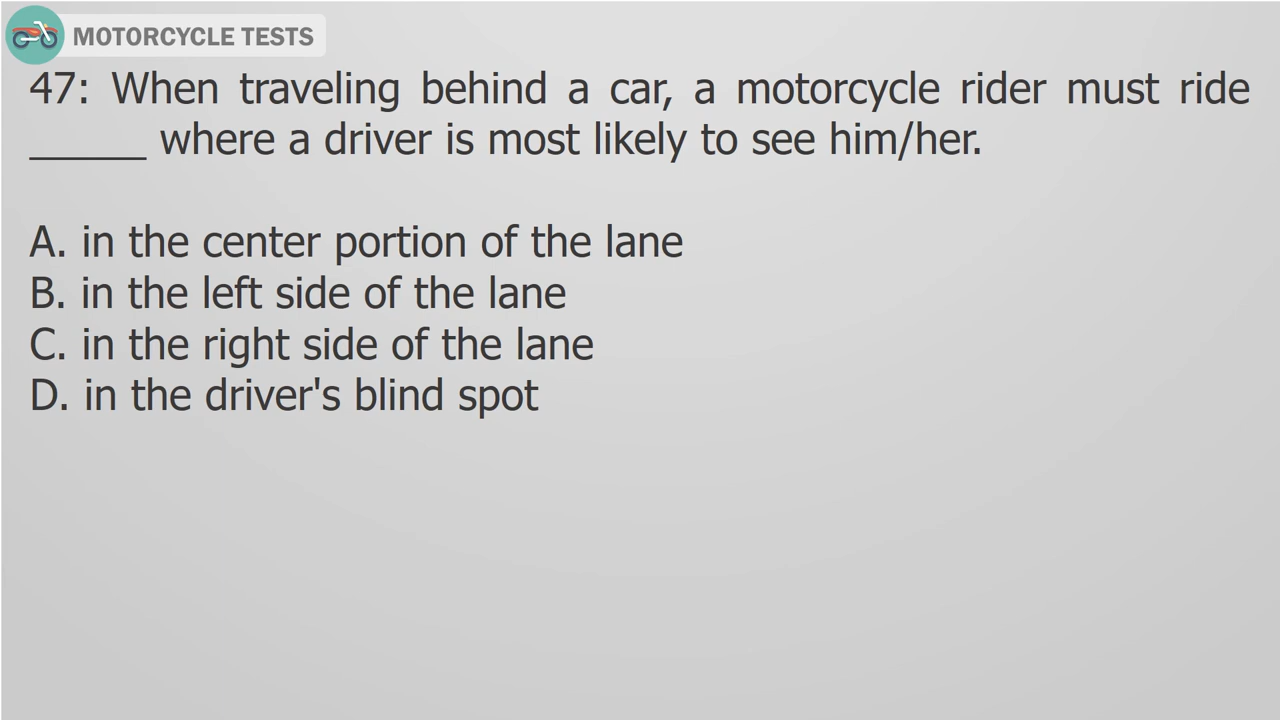 MOTORCYCLE TESTS
47: When traveling behind a car, a motorcycle rider must ride
_____ where a driver is most likely to see him/her.
A. in the center portion of the lane
B. in the left side of the lane
C. in the right side of the lane
D. in the driver's blind spot